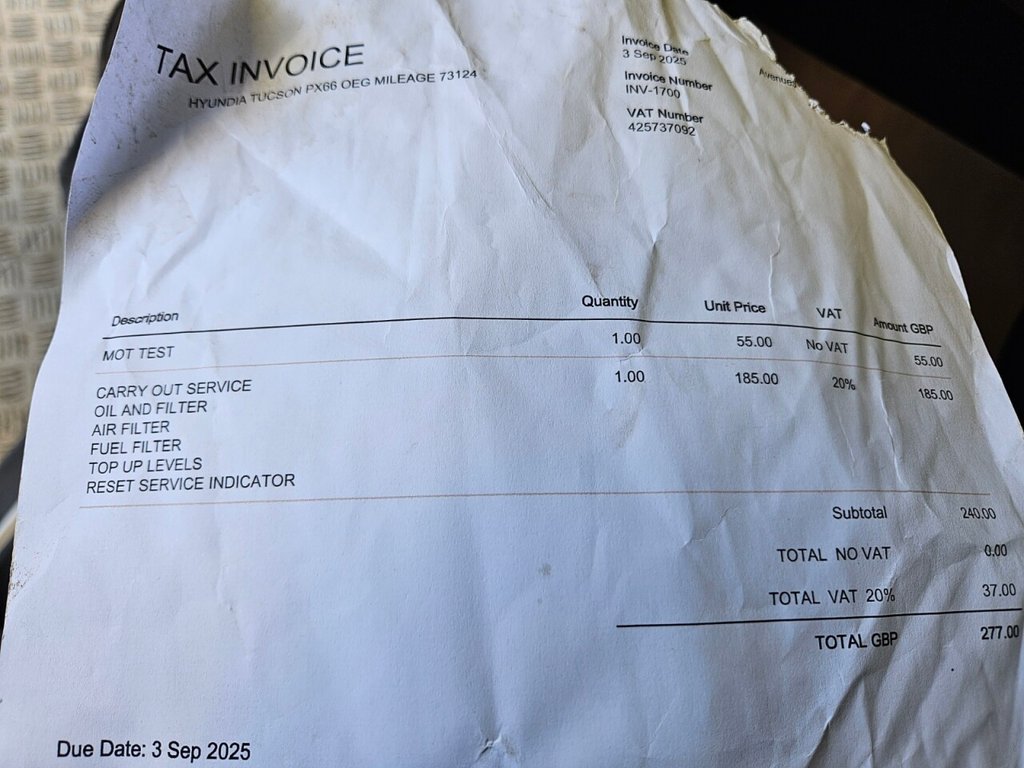 TAX INVOICE
HYUNDIA TUCSON PX66 OEG MILEAGE 73124
Invoice Date
3 Sep 2025
Invoice Number
INV-1700
VAT Number
425737092
Avenues
Description Quantity Unit Price VAT Amount GBP
MOT TEST 1.00 55.00 No VAT 55.00
CARRY OUT SERVICE 1.00 185.00 20% 185.00
OIL AND FILTER
AIR FILTER
FUEL FILTER
TOP UP LEVELS
RESET SERVICE INDICATOR
Subtotal 240.00
TOTAL NO VAT 0.00
TOTAL VAT 20% 37.00
TOTAL GBP 277.00
Due Date: 3 Sep 2025